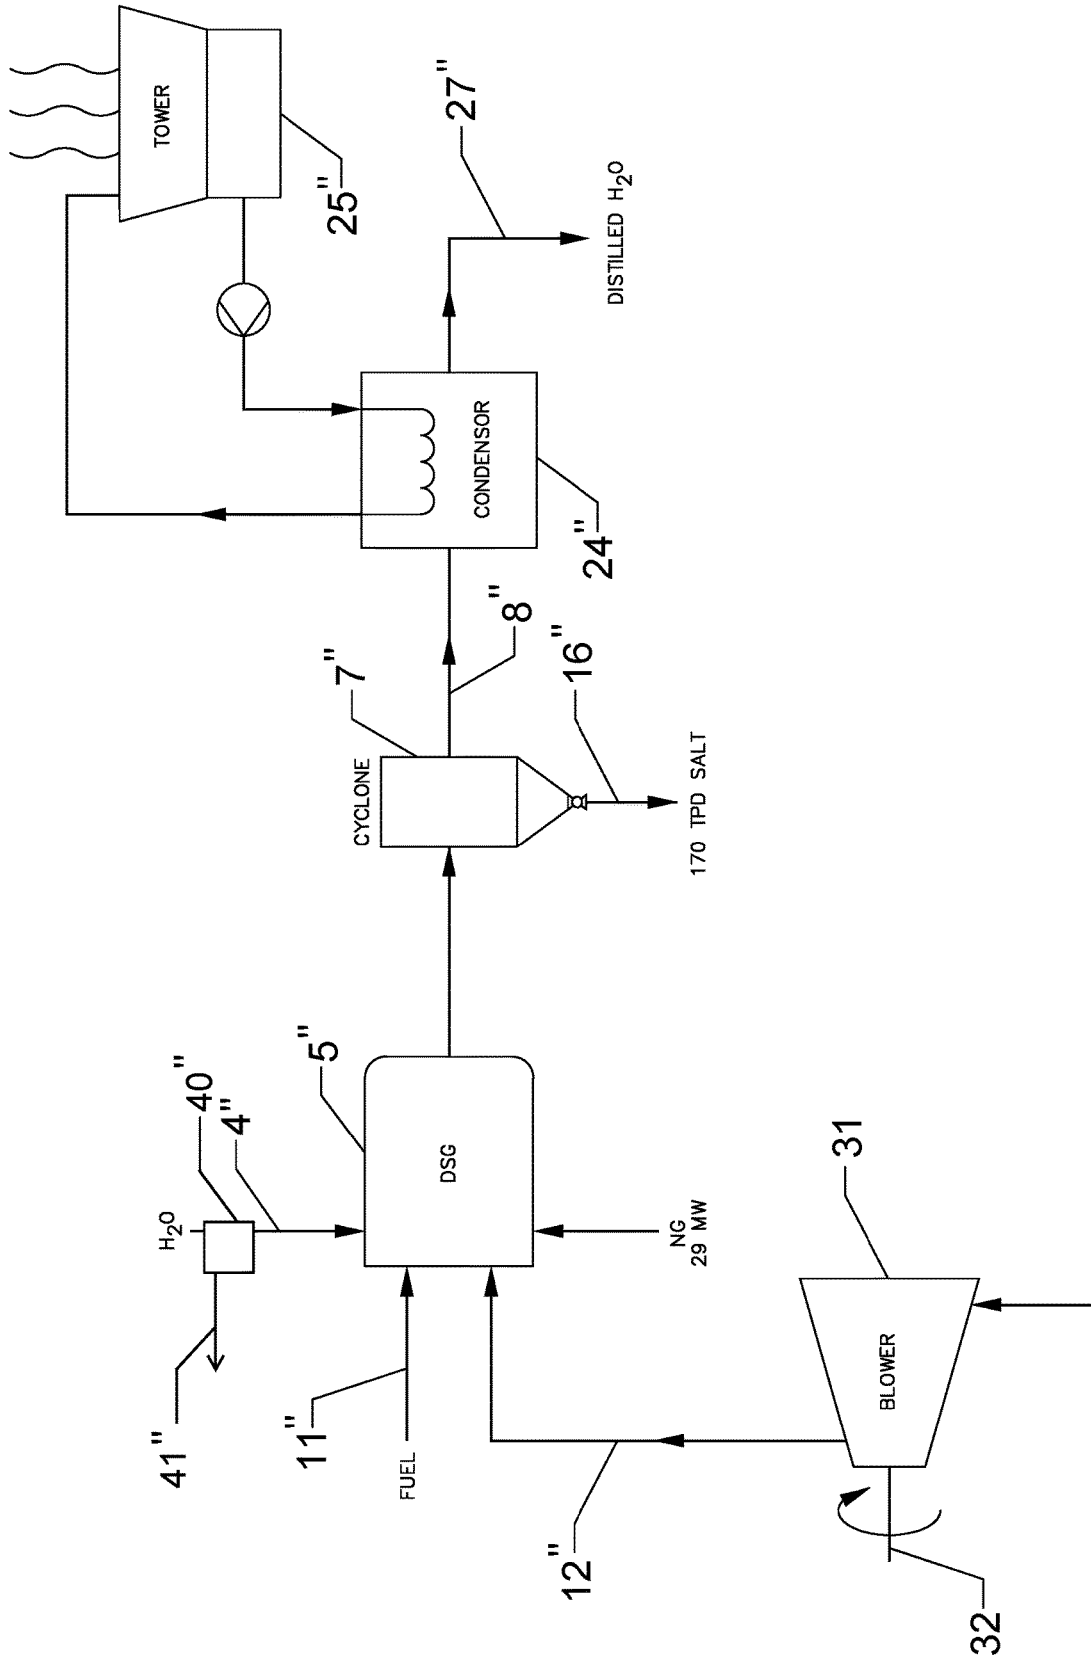 TOWER
25"
27"
DISTILLED H₂O
CONDENSOR
24"
8"
7"
CYCLONE
16"
170 TPD SALT
5"
DSG
40"
4"
H₂O
41"
11"
FUEL
NG
29 MW
31
BLOWER
12"
32